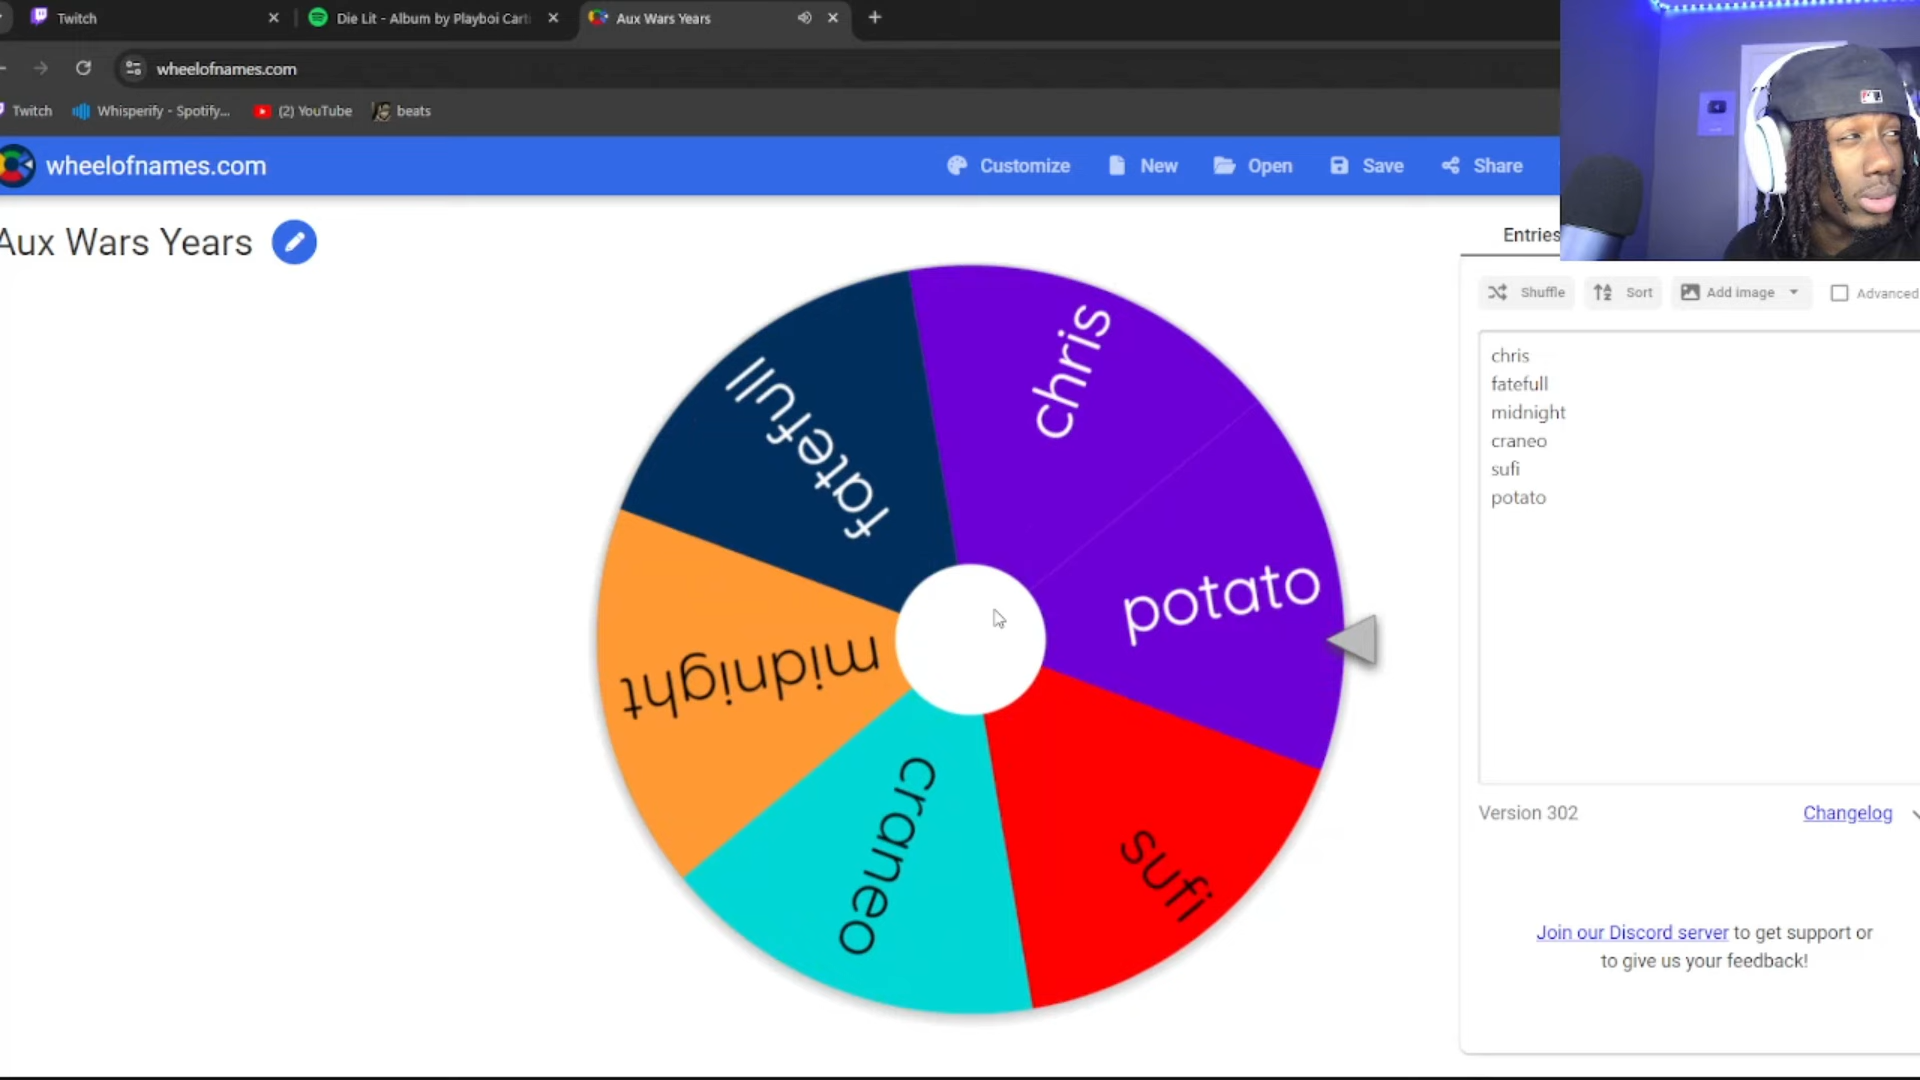 Twitch
Die Lit - Album by Playboi Carti
Aux Wars Years
wheelofnames.com
Twitch
Whisperify - Spotify...
(2) YouTube
beats
wheelofnames.com
Customize
New
Open
Save
Share
Aux Wars Years
Entries
Shuffle
Sort
Add image
Advanced
chris
fatefull
midnight
craneo
sufi
potato
chris
fatefull
midnight
craneo
sufi
potato
Version 302
Changelog
Join our Discord server to get support or
to give us your feedback!